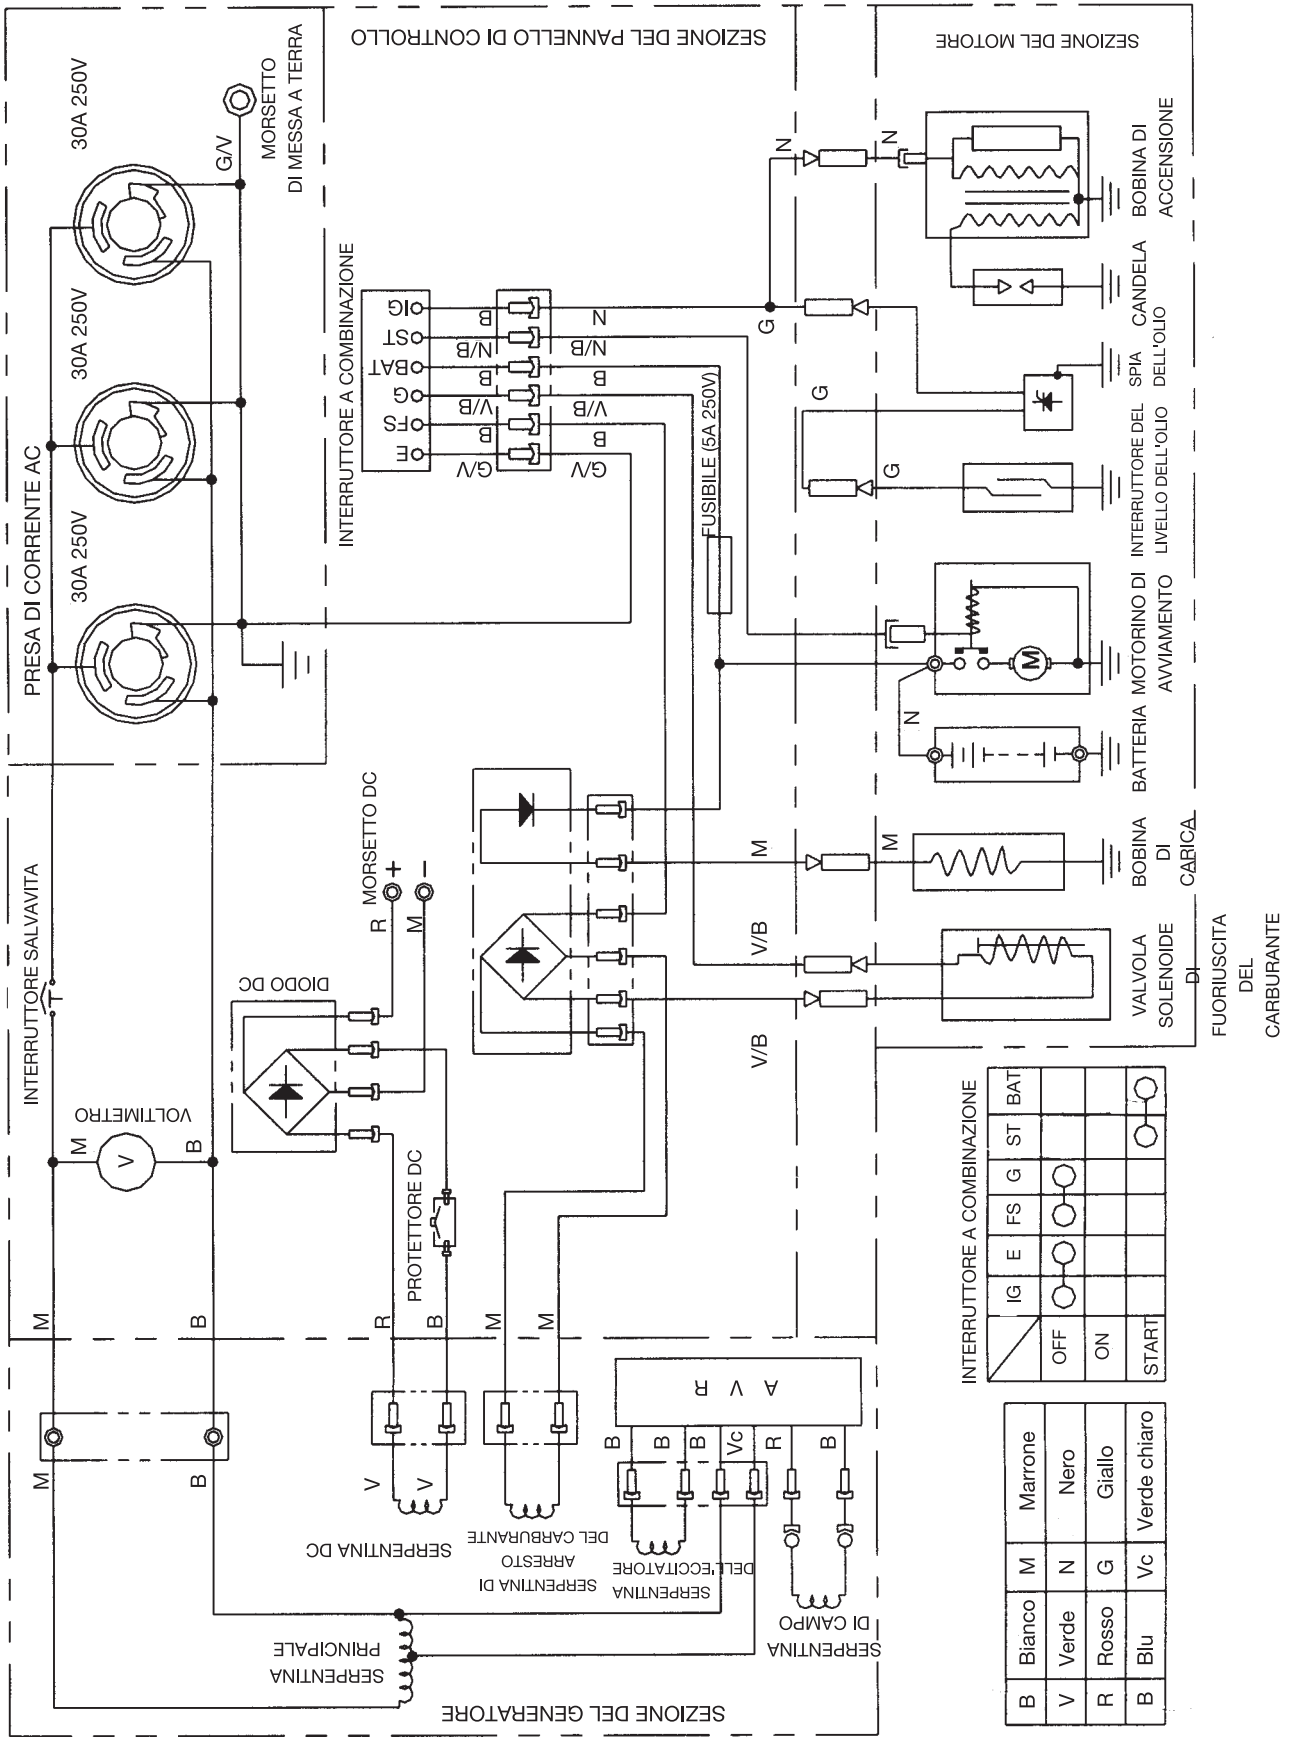 SEZIONE DEL PANNELLO DI CONTROLLO
SEZIONE DEL MOTORE
SEZIONE DEL GENERATORE
PRESA DI CORRENTE AC
30A 250V
30A 250V
30A 250V
G/V
MORSETTO
DI MESSA A TERRA
INTERRUTTORE SALVAVITA
VOLTIMETRO
V
M
B
M
B
M
B
INTERRUTTORE A COMBINAZIONE
E
FS
G
BAT
ST
IG
G/V
B
V/B
B
N/B
B
G/V
B
V/B
B
N/B
N
FUSIBILE (5A 250V)
MORSETTO DC
+
−
R
M
DIODO DC
PROTETTORE DC
R
B
M
M
V
V
SERPENTINA DC
SERPENTINA DI
ARRESTO
DEL CARBURANTE
SERPENTINA
DELL'ECCITATORE
SERPENTINA
DI CAMPO
SERPENTINA
PRINCIPALE
A V R
B
B
B
Vc
R
B
N
N
G
G
G
N
M
M
V/B
V/B
M
BOBINA DI
ACCENSIONE
CANDELA
SPIA
DELL'OLIO
INTERRUTTORE DEL
LIVELLO DELL'OLIO
MOTORINO DI
AVVIAMENTO
BATTERIA
BOBINA
DI
CARICA
VALVOLA
SOLENOIDE
DI
FUORIUSCITA
DEL
CARBURANTE
INTERRUTTORE A COMBINAZIONE
IG E FS G ST BAT
OFF
ON
START
B Bianco M Marrone
V Verde N Nero
R Rosso G Giallo
B Blu Vc Verde chiaro